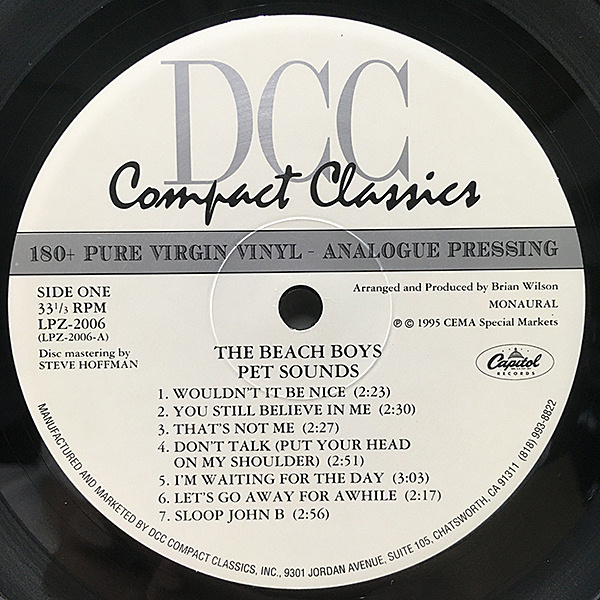 DCC
Compact Classics
180+ PURE VIRGIN VINYL - ANALOGUE PRESSING
SIDE ONE
33 1/3 RPM
LPZ-2006
(LPZ-2006-A)
Disc mastering by
STEVE HOFFMAN
Arranged and Produced by Brian Wilson
MONAURAL
℗ © 1995 CEMA Special Markets
Capitol
RECORDS
THE BEACH BOYS
PET SOUNDS
1. WOULDN'T IT BE NICE (2:23)
2. YOU STILL BELIEVE IN ME (2:30)
3. THAT'S NOT ME (2:27)
4. DON'T TALK (PUT YOUR HEAD
ON MY SHOULDER) (2:51)
5. I'M WAITING FOR THE DAY (3:03)
6. LET'S GO AWAY FOR AWHILE (2:17)
7. SLOOP JOHN B (2:56)
MANUFACTURED AND MARKETED BY DCC COMPACT CLASSICS, INC., 9301 JORDAN AVENUE, SUITE 105, CHATSWORTH, CA 91311 (818) 993-8822